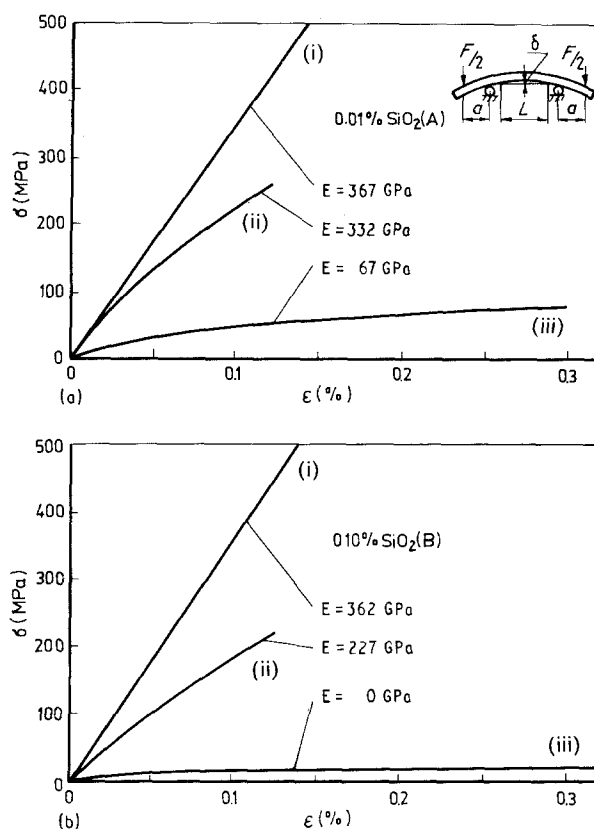 500
400
300
200
100
0
σ (MPa)
(i)
(ii)
(iii)
0.01% SiO₂(A)
E = 367 GPa
E = 332 GPa
E = 67 GPa
F/2
δ
F/2
a
L
a
0
0.1
0.2
0.3
(a)
ε (%)
500
400
300
200
100
0
σ (MPa)
(i)
(ii)
(iii)
010% SiO₂(B)
E = 362 GPa
E = 227 GPa
E = 0 GPa
0
0.1
0.2
0.3
(b)
ε (%)